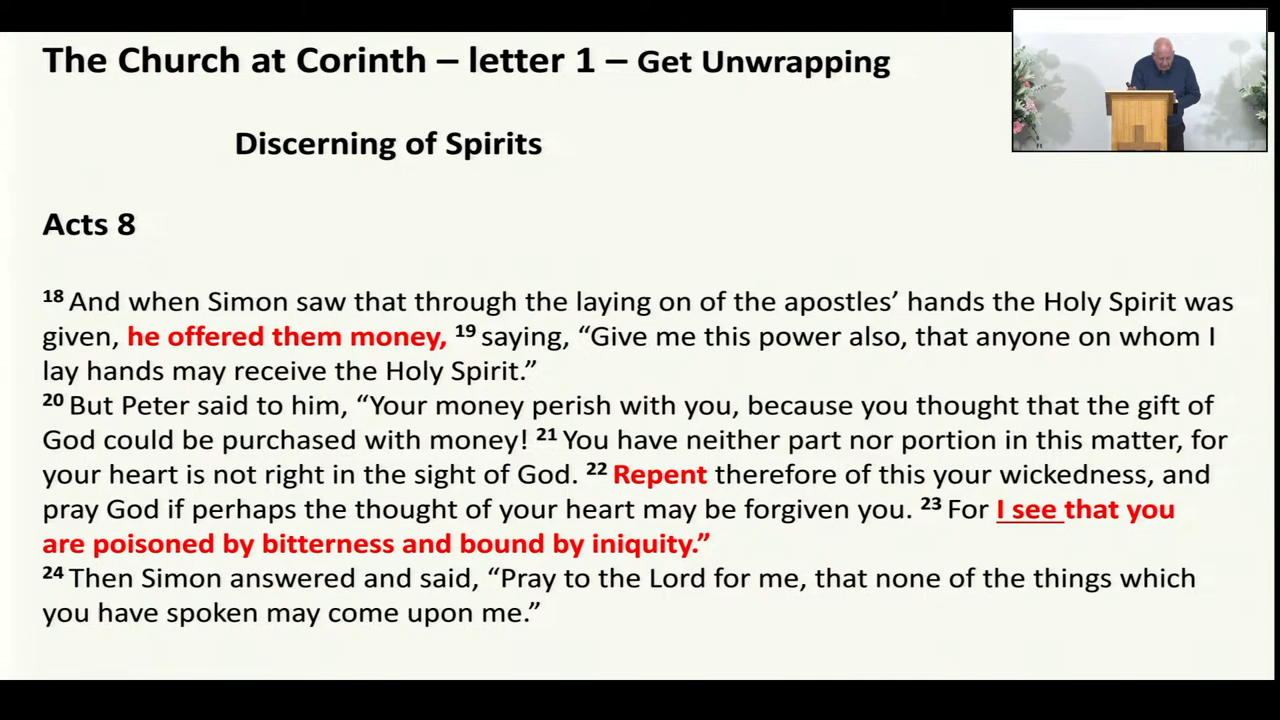 The Church at Corinth – letter 1 – Get Unwrapping
Discerning of Spirits
Acts 8
18 And when Simon saw that through the laying on of the apostles’ hands the Holy Spirit was
given, he offered them money, 19 saying, “Give me this power also, that anyone on whom I
lay hands may receive the Holy Spirit.”
20 But Peter said to him, “Your money perish with you, because you thought that the gift of
God could be purchased with money! 21 You have neither part nor portion in this matter, for
your heart is not right in the sight of God. 22 Repent therefore of this your wickedness, and
pray God if perhaps the thought of your heart may be forgiven you. 23 For I see that you
are poisoned by bitterness and bound by iniquity.”
24 Then Simon answered and said, “Pray to the Lord for me, that none of the things which
you have spoken may come upon me.”